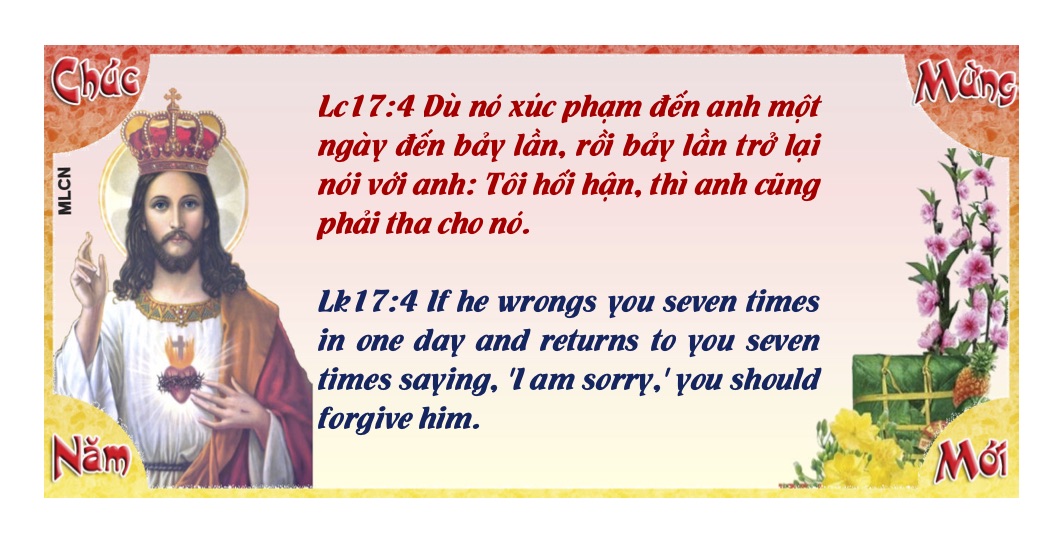 Chúc
Mừng
MLCN
Lc17:4 Dù nó xúc phạm đến anh một
ngày đến bảy lần, rồi bảy lần trở lại
nói với anh: Tôi hối hận, thì anh cũng
phải tha cho nó.
Lk17:4 If he wrongs you seven times
in one day and returns to you seven
times saying, 'I am sorry,' you should
forgive him.
Năm
Mới